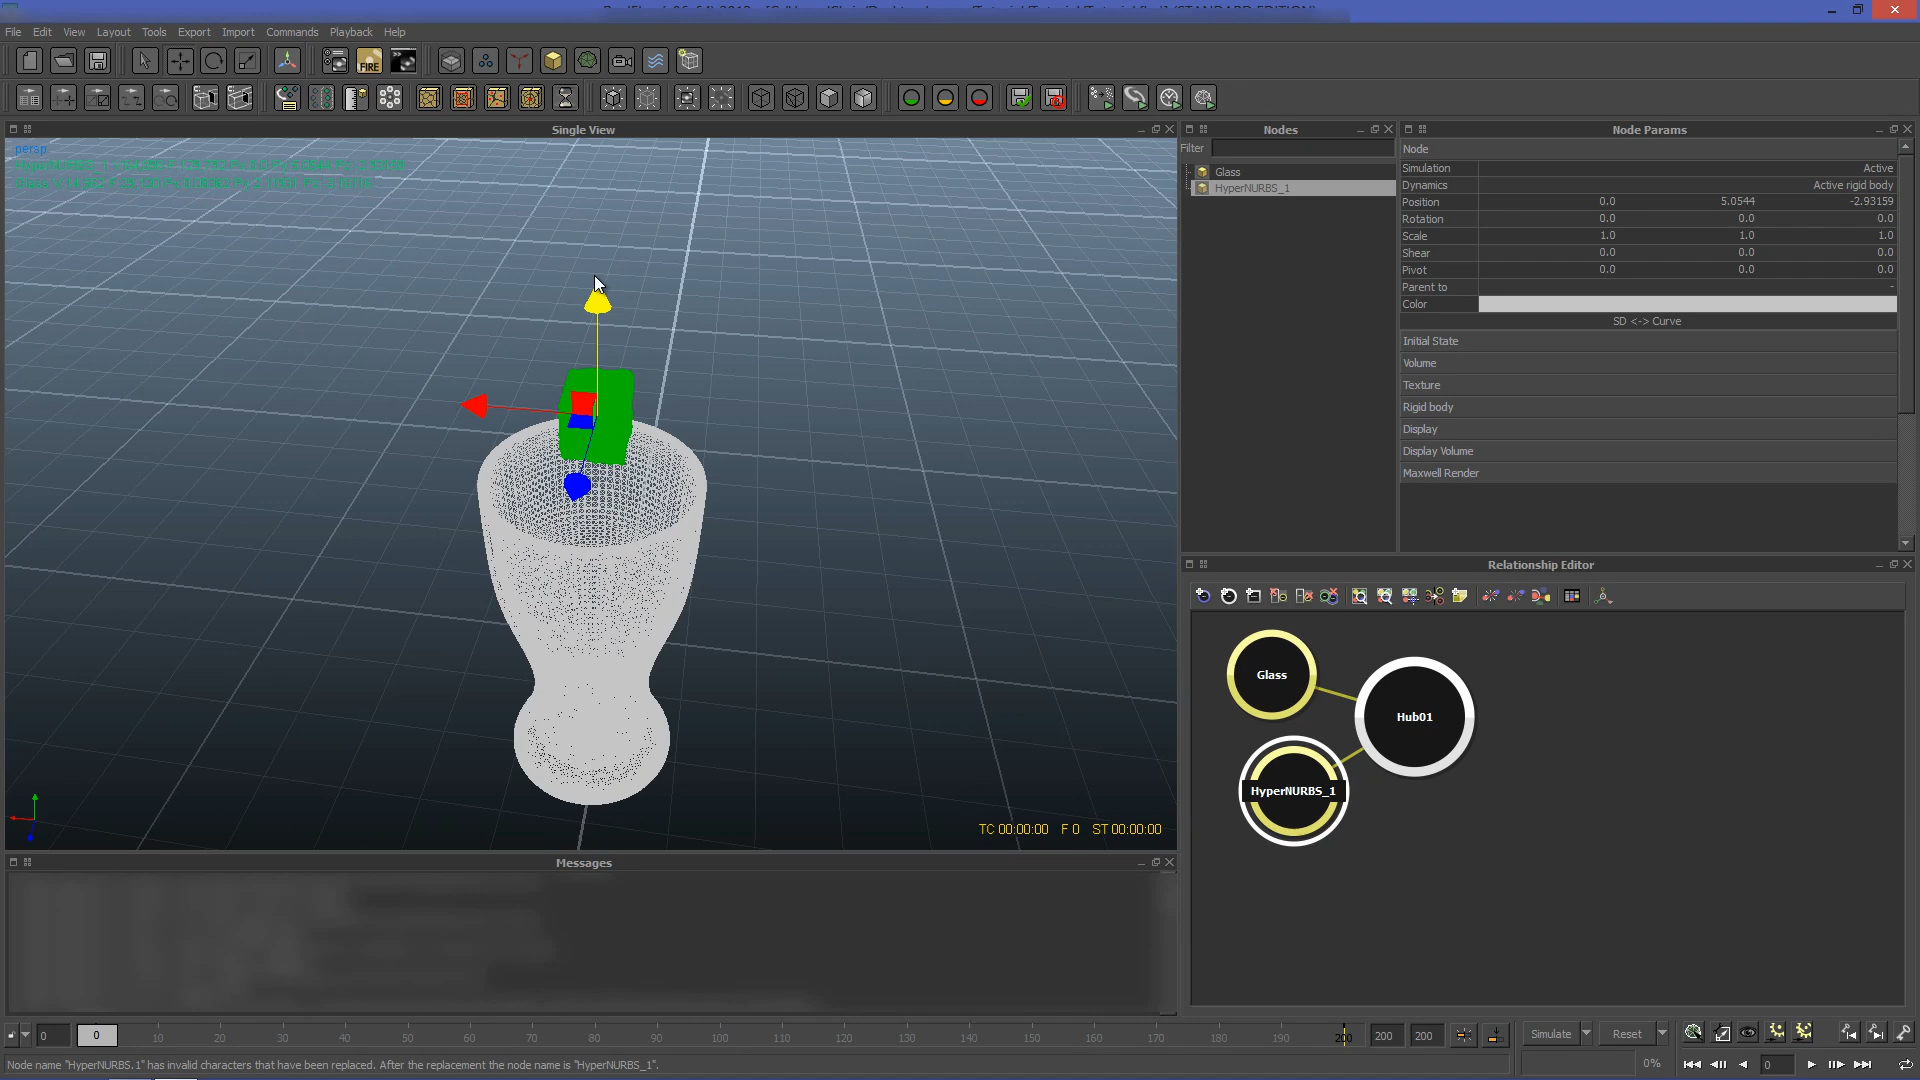 File Edit View Layout Tools Export Import Commands Playback Help
FIRE
Single View
persp
Nodes
Filter
Glass
HyperNURBS_1
Node Params
Node
Simulation Active
Dynamics Active rigid body
Position 0.0 5.0544 -2.93159
Rotation 0.0 0.0 0.0
Scale 1.0 1.0 1.0
Shear 0.0 0.0 0.0
Pivot 0.0 0.0 0.0
Parent to -
Color
SD <-> Curve
Initial State
Volume
Texture
Rigid body
Display
Display Volume
Maxwell Render
Relationship Editor
Glass
Hub01
HyperNURBS_1
TC 00:00:00 F 0 ST 00:00:00
Messages
0 0 10 20 30 40 50 60 70 80 90 100 110 120 130 140 150 160 170 180 190 200 200 200
Simulate Reset
Node name "HyperNURBS.1" has invalid characters that have been replaced. After the replacement the node name is "HyperNURBS_1".
0% 0